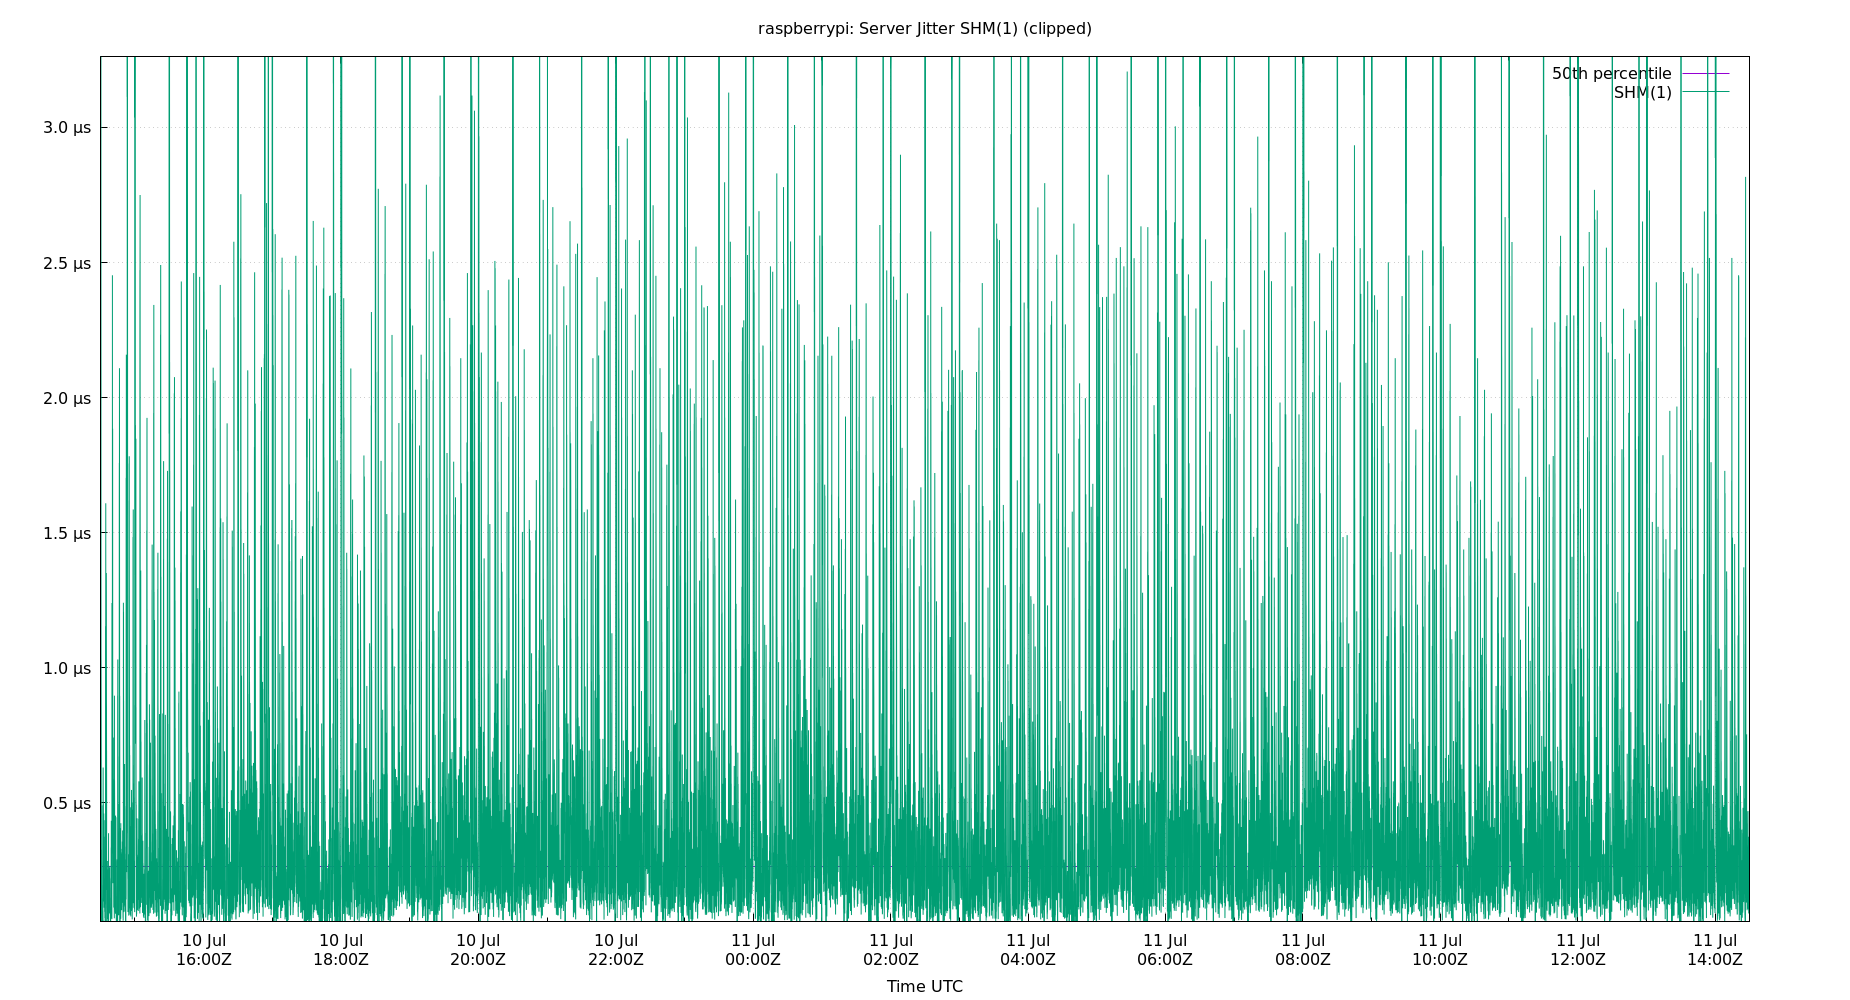 raspberrypi: Server Jitter SHM(1) (clipped)
50th percentile
SHM(1)
3.0 µs
2.5 µs
2.0 µs
1.5 µs
1.0 µs
0.5 µs
10 Jul 10 Jul 10 Jul 10 Jul 11 Jul 11 Jul 11 Jul 11 Jul 11 Jul 11 Jul 11 Jul 11 Jul
16:00Z 18:00Z 20:00Z 22:00Z 00:00Z 02:00Z 04:00Z 06:00Z 08:00Z 10:00Z 12:00Z 14:00Z
Time UTC